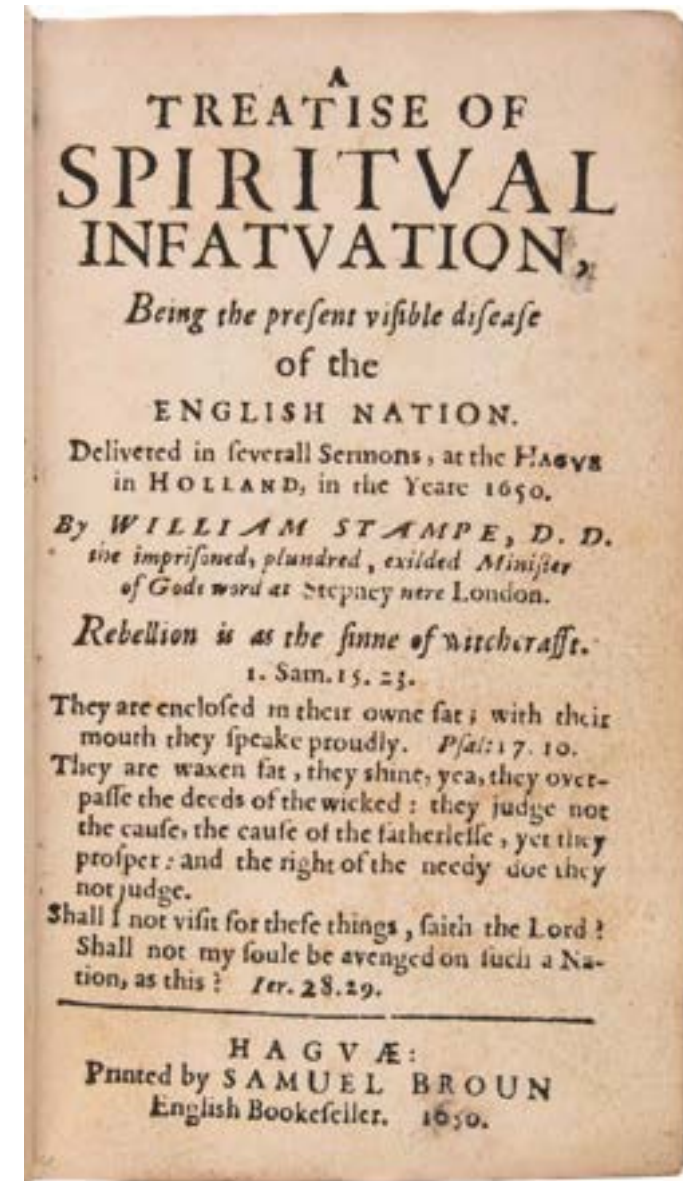 A
TREATISE OF
SPIRITVAL
INFATVATION,
Being the preſent viſible diſeaſe
of the
ENGLISH NATION.
Delivered in ſeverall Sermons, at the HAGVE
in HOLLAND, in the Yeare 1650.
By WILLIAM STAMPE, D. D.
the impriſoned, plundred, exilded Miniſter
of Gods word at Stepney nere London.
Rebellion is as the ſinne of witchcrafft.
1. Sam. 15. 23.
They are encloſed in their owne fat; with their
mouth they ſpeake proudly. Pſal: 17. 10.
They are waxen fat, they ſhine, yea, they over-
paſſe the deeds of the wicked: they judge not
the cauſe, the cauſe of the fatherleſſe, yet they
proſper: and the right of the needy doe they
not judge.
Shall I not viſit for theſe things, ſaith the Lord?
Shall not my ſoule be avenged on ſuch a Na-
tion, as this? Ier. 28.29.
HAGVÆ:
Printed by SAMUEL BROUN
Engliſh Bookeſeller. 1650.